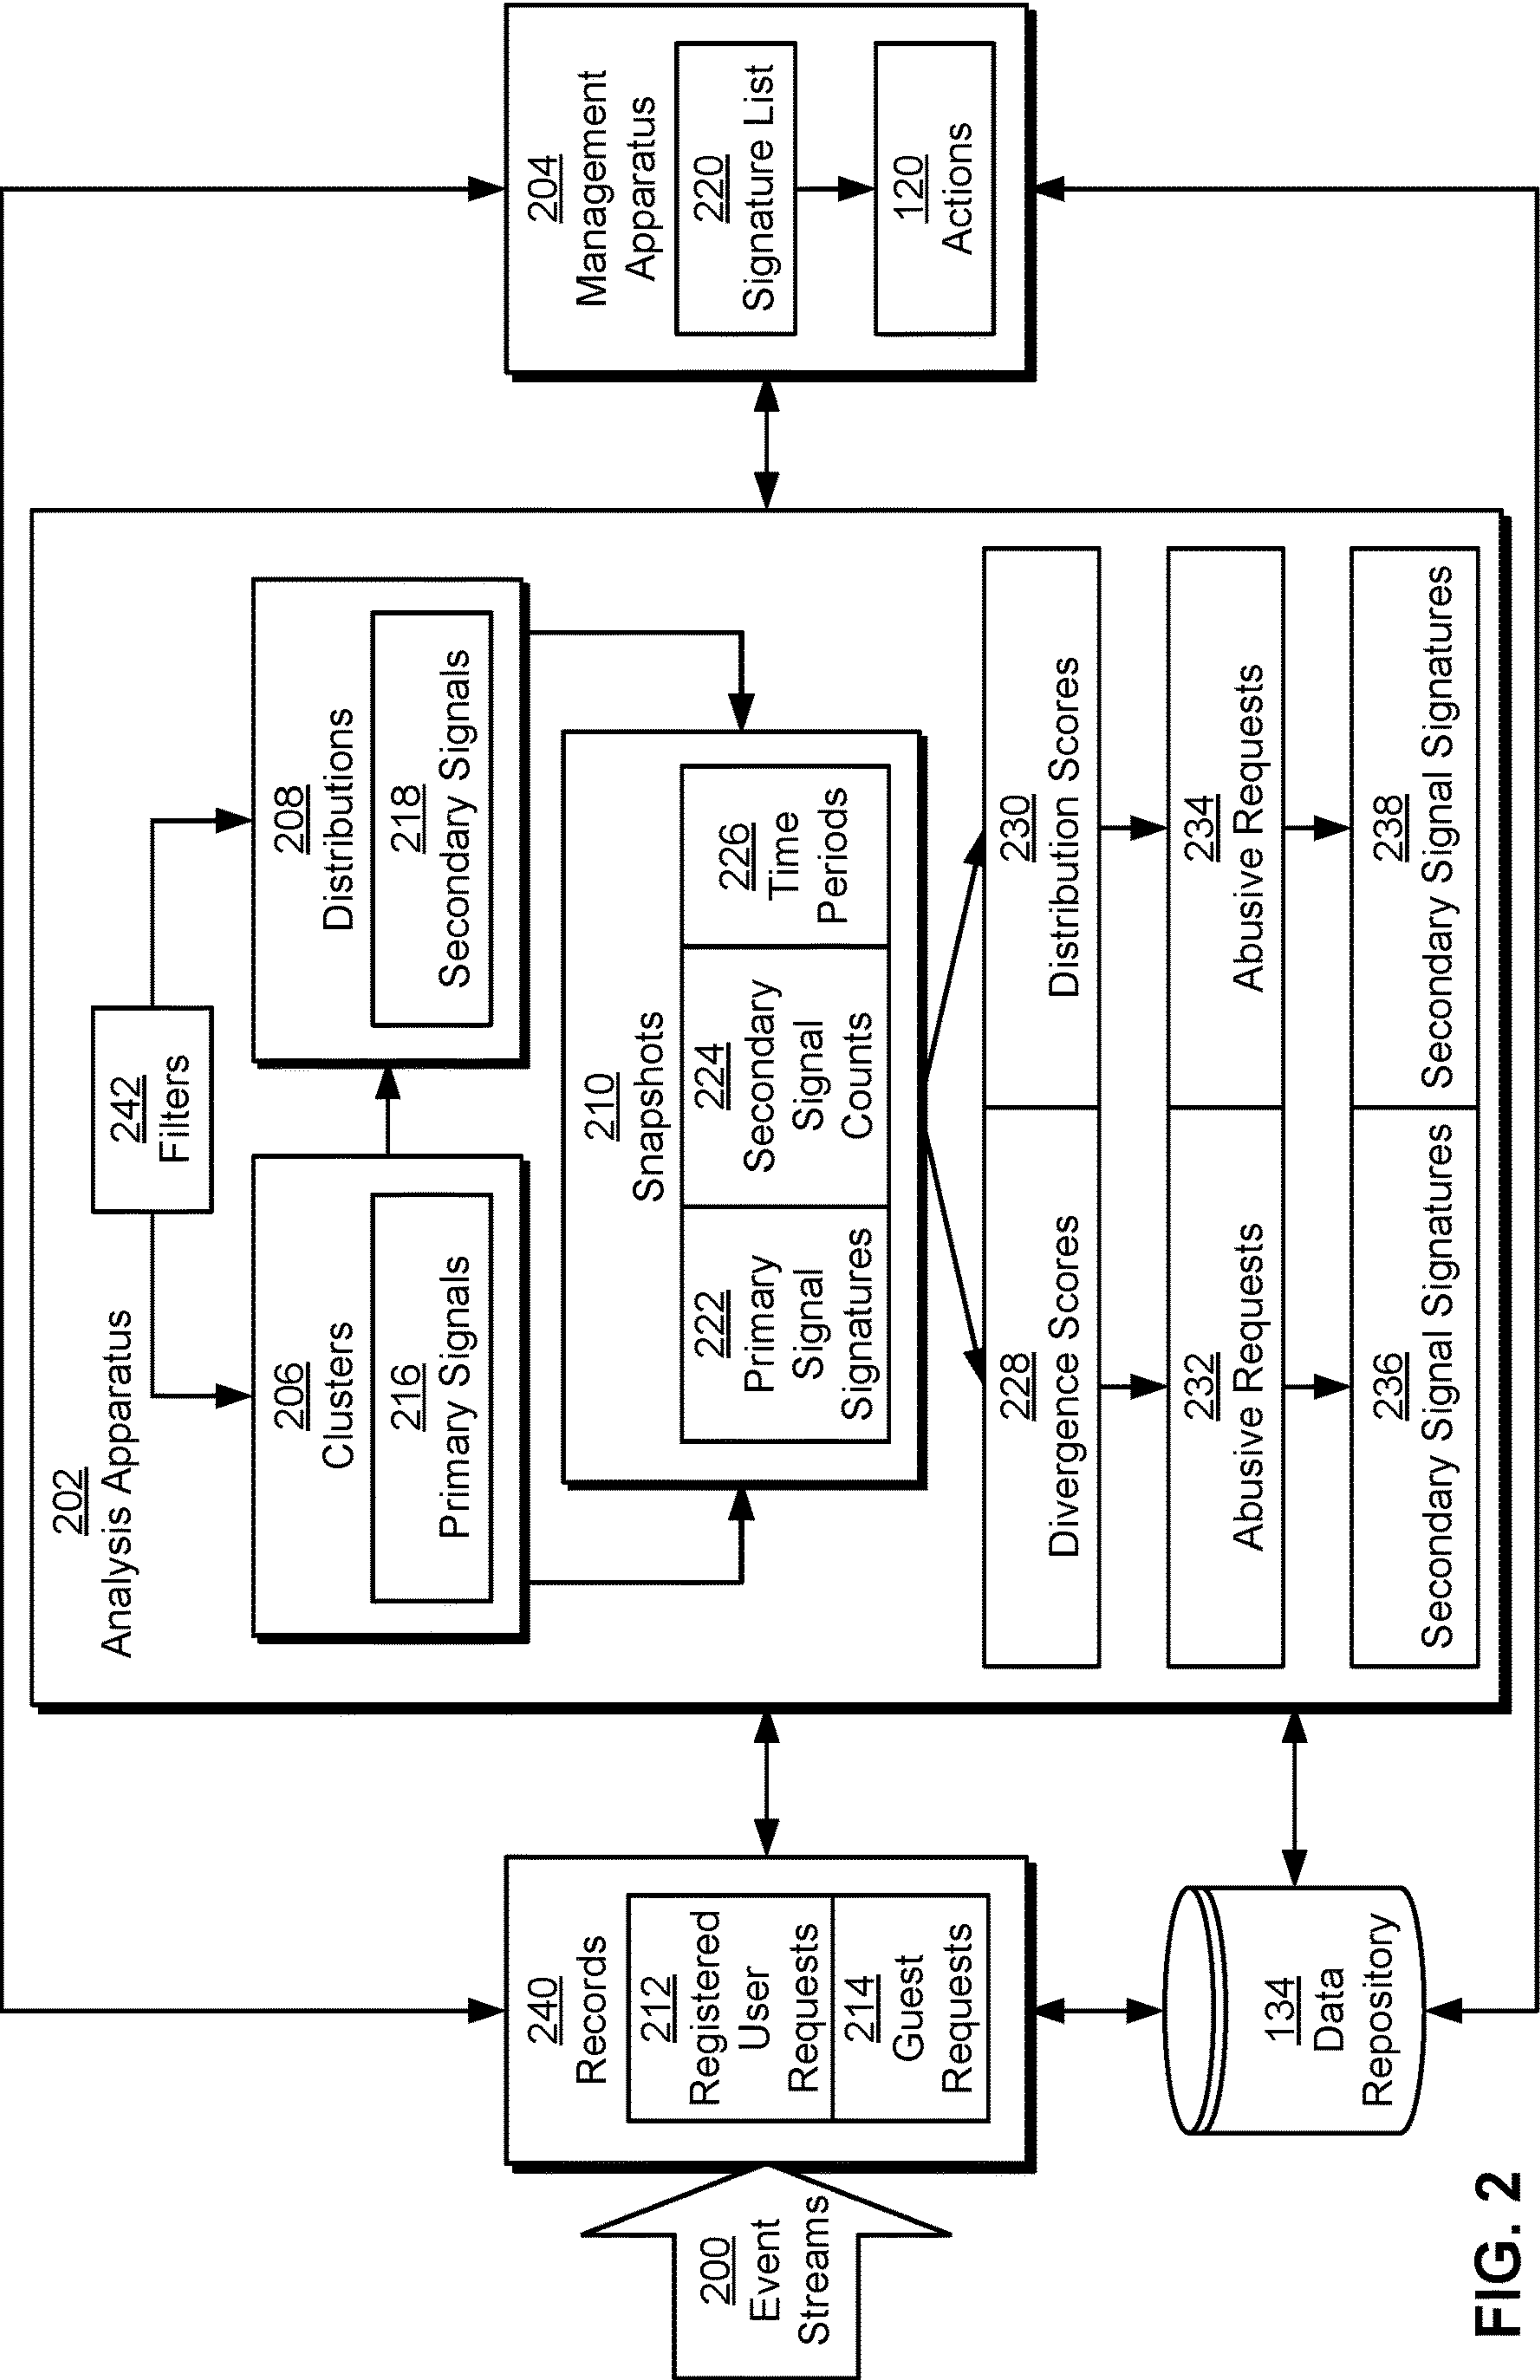 200
Event
Streams
240
Records
212
Registered
User
Requests
214
Guest
Requests
134
Data
Repository
202
Analysis Apparatus
242
Filters
206
Clusters
216
Primary Signals
208
Distributions
218
Secondary Signals
210
Snapshots
222
Primary
Signal
Signatures
224
Secondary
Signal
Counts
226
Time
Periods
228
Divergence Scores
230
Distribution Scores
232
Abusive Requests
234
Abusive Requests
236
Secondary Signal Signatures
238
Secondary Signal Signatures
204
Management
Apparatus
220
Signature List
120
Actions
FIG. 2